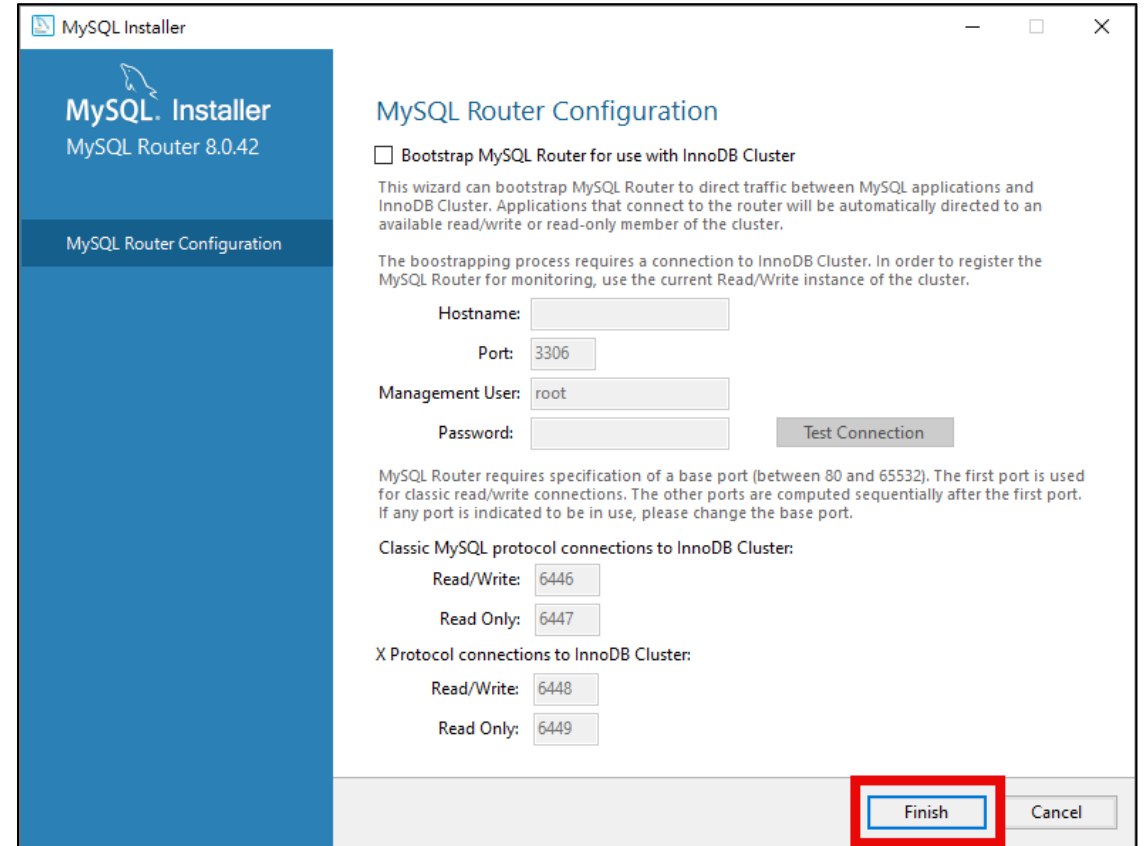 MySQL Installer
MySQL. Installer
MySQL Router 8.0.42
MySQL Router Configuration
MySQL Router Configuration
Bootstrap MySQL Router for use with InnoDB Cluster
This wizard can bootstrap MySQL Router to direct traffic between MySQL applications and
InnoDB Cluster. Applications that connect to the router will be automatically directed to an
available read/write or read-only member of the cluster.
The boostrapping process requires a connection to InnoDB Cluster. In order to register the
MySQL Router for monitoring, use the current Read/Write instance of the cluster.
Hostname:
Port: 3306
Management User: root
Password: Test Connection
MySQL Router requires specification of a base port (between 80 and 65532). The first port is used
for classic read/write connections. The other ports are computed sequentially after the first port.
If any port is indicated to be in use, please change the base port.
Classic MySQL protocol connections to InnoDB Cluster:
Read/Write: 6446
Read Only: 6447
X Protocol connections to InnoDB Cluster:
Read/Write: 6448
Read Only: 6449
Finish Cancel